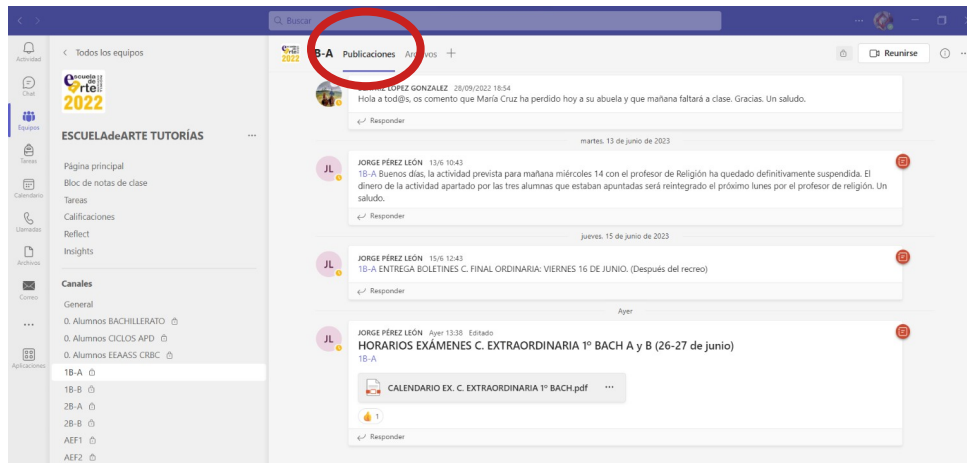 Buscar
Actividad
Chat
Equipos
Tareas
Calendario
Llamadas
Archivos
Correo
Aplicaciones
Todos los equipos
escuela de Arte
2022
ESCUELAdeARTE TUTORÍAS
Página principal
Bloc de notas de clase
Tareas
Calificaciones
Reflect
Insights
Canales
General
0. Alumnos BACHILLERATO
0. Alumnos CICLOS APD
0. Alumnos EEAASS CRBC
1B-A
1B-B
2B-A
2B-B
AEF1
AEF2
2022
B-A Publicaciones Archivos +
Reunirse
LOPEZ GONZALEZ 28/09/2022 18:54
Hola a tod@s, os comento que María Cruz ha perdido hoy a su abuela y que mañana faltará a clase. Gracias. Un saludo.
Responder
martes, 13 de junio de 2023
JL
JORGE PÉREZ LEÓN 13/6 10:43
1B-A Buenos días, la actividad prevista para mañana miércoles 14 con el profesor de Religión ha quedado definitivamente suspendida. El
dinero de la actividad apartado por las tres alumnas que estaban apuntadas será reintegrado el próximo lunes por el profesor de religión. Un
saludo.
Responder
jueves, 15 de junio de 2023
JL
JORGE PÉREZ LEÓN 15/6 12:43
1B-A ENTREGA BOLETINES C. FINAL ORDINARIA: VIERNES 16 DE JUNIO. (Después del recreo)
Responder
Ayer
JL
JORGE PÉREZ LEÓN Ayer 13:38 Editado
HORARIOS EXÁMENES C. EXTRAORDINARIA 1º BACH A y B (26-27 de junio)
1B-A
CALENDARIO EX. C. EXTRAORDINARIA 1º BACH.pdf
1
Responder